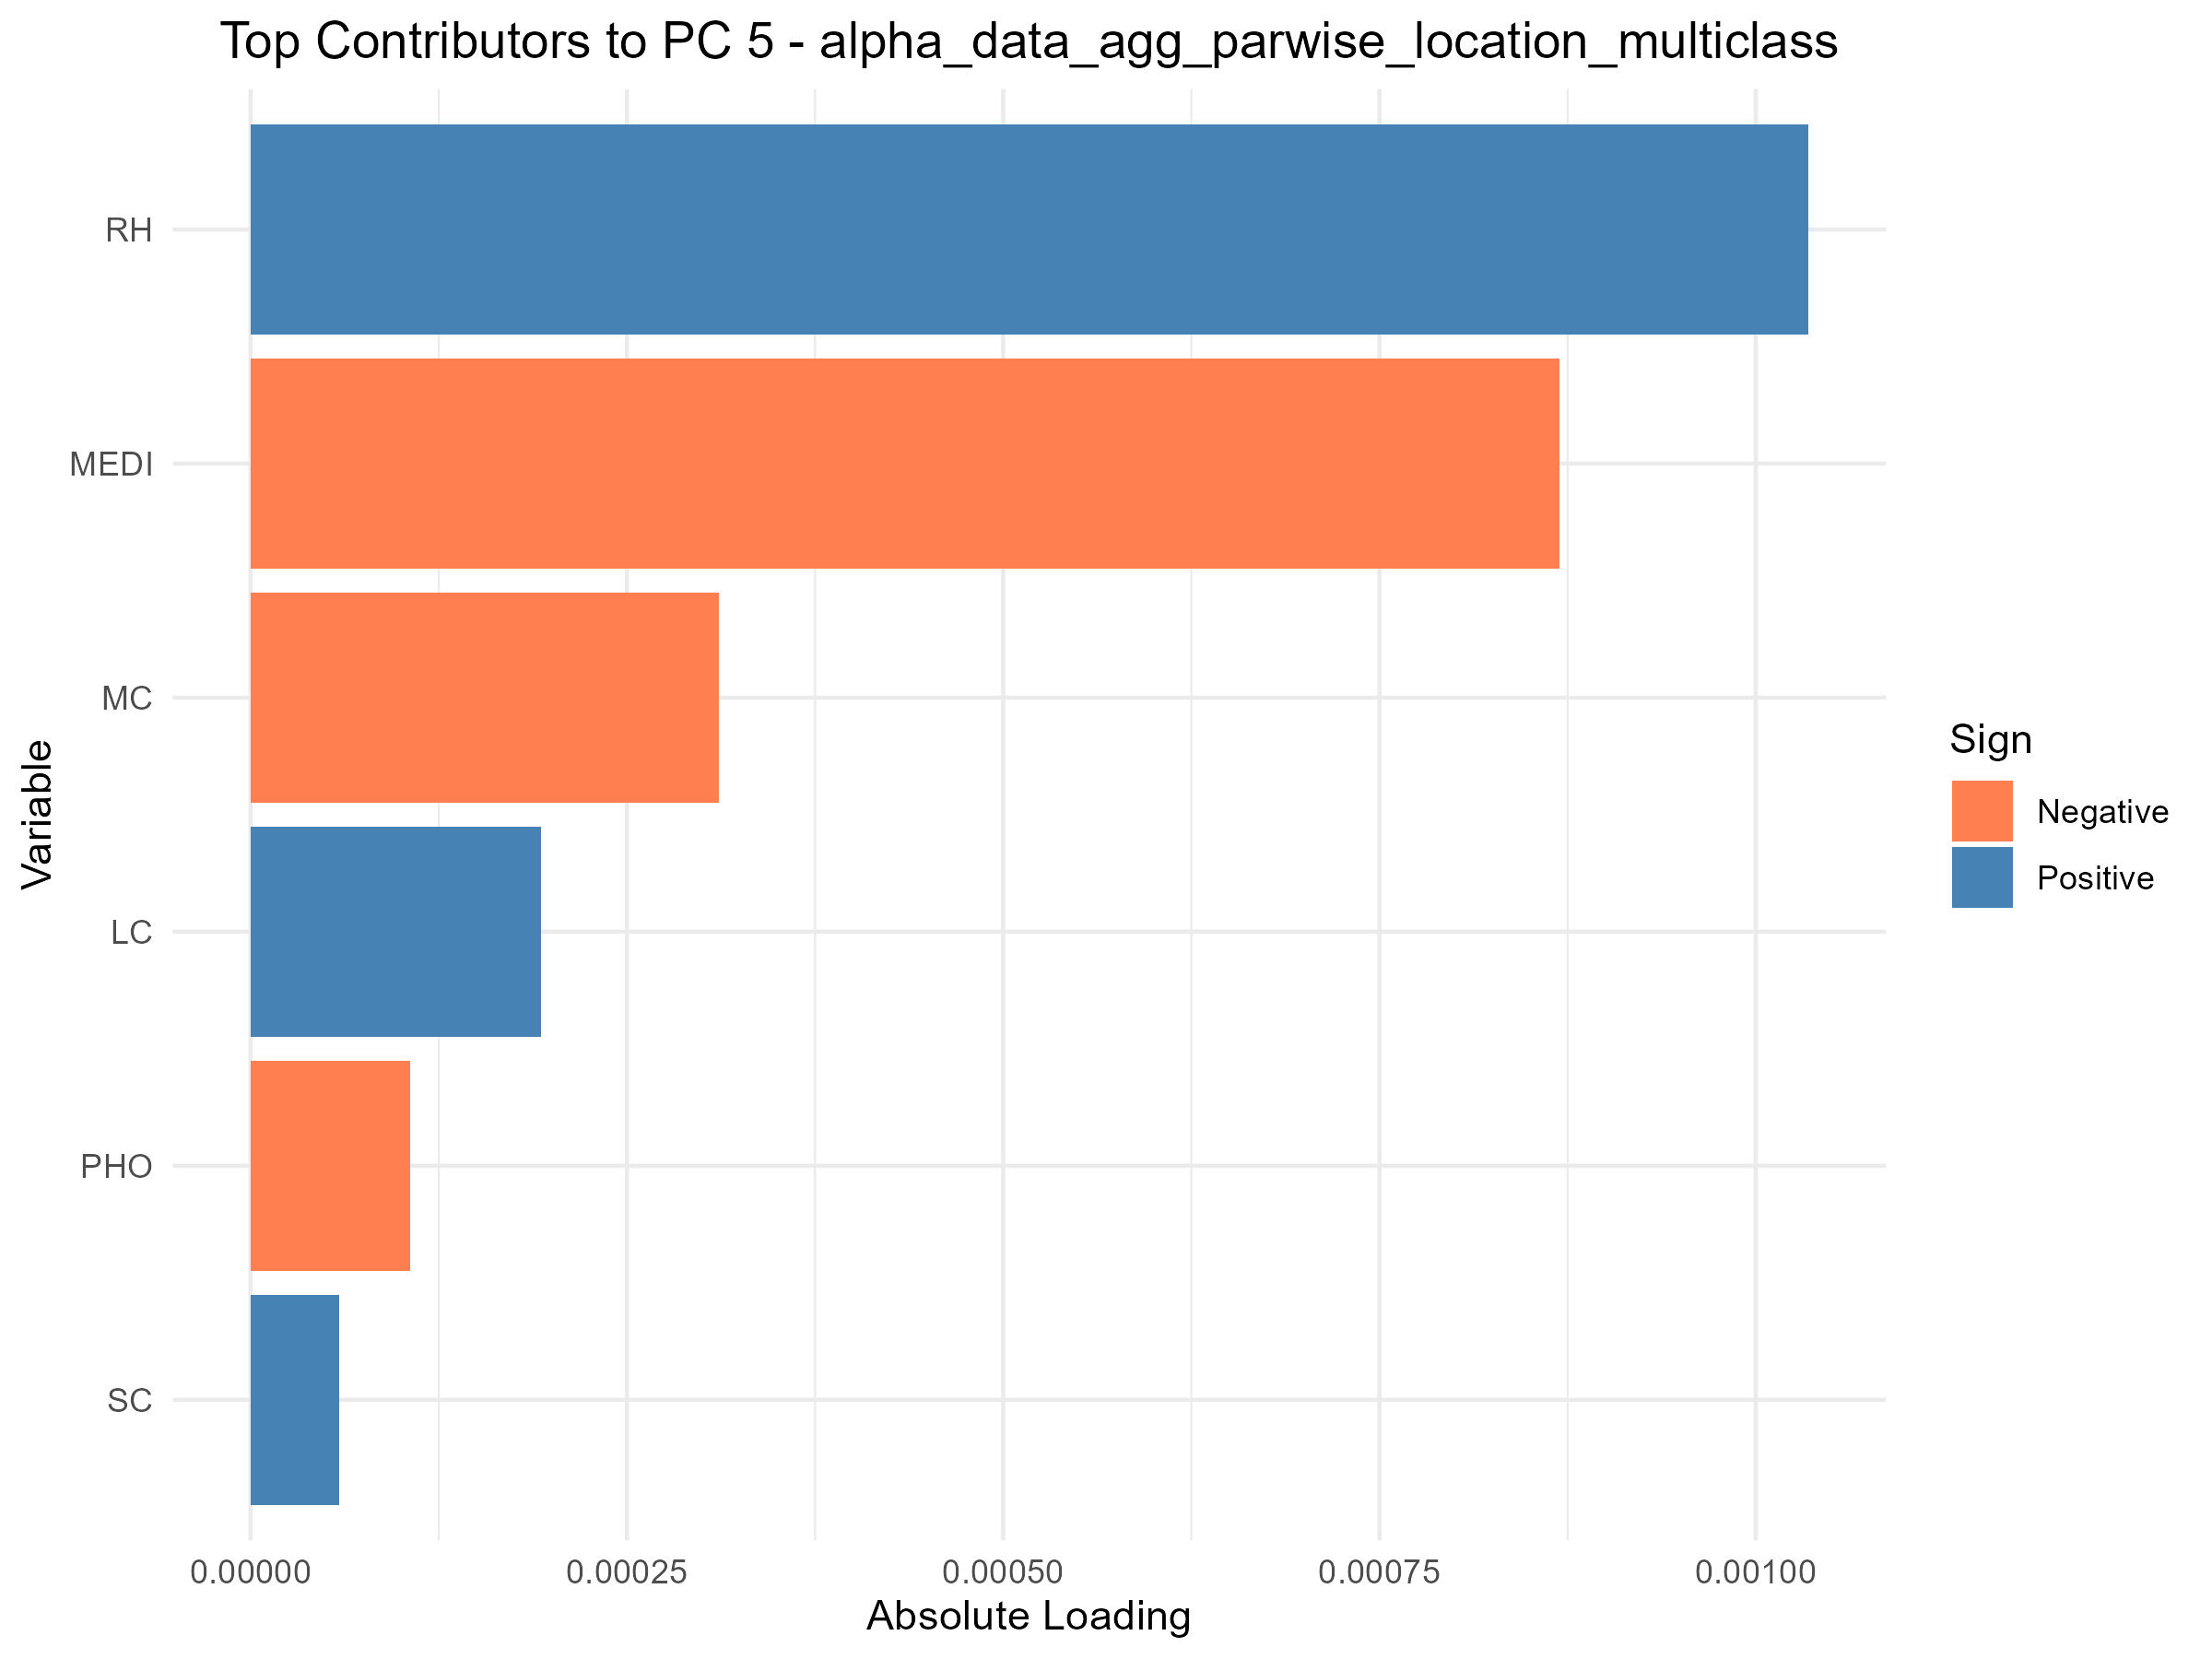 Top Contributors to PC 5 - alpha_data_agg_parwise_location_multiclass
RH
MEDI
MC
LC
PHO
SC
Variable
0.00000
0.00025
0.00050
0.00075
0.00100
Absolute Loading
Sign
Negative
Positive